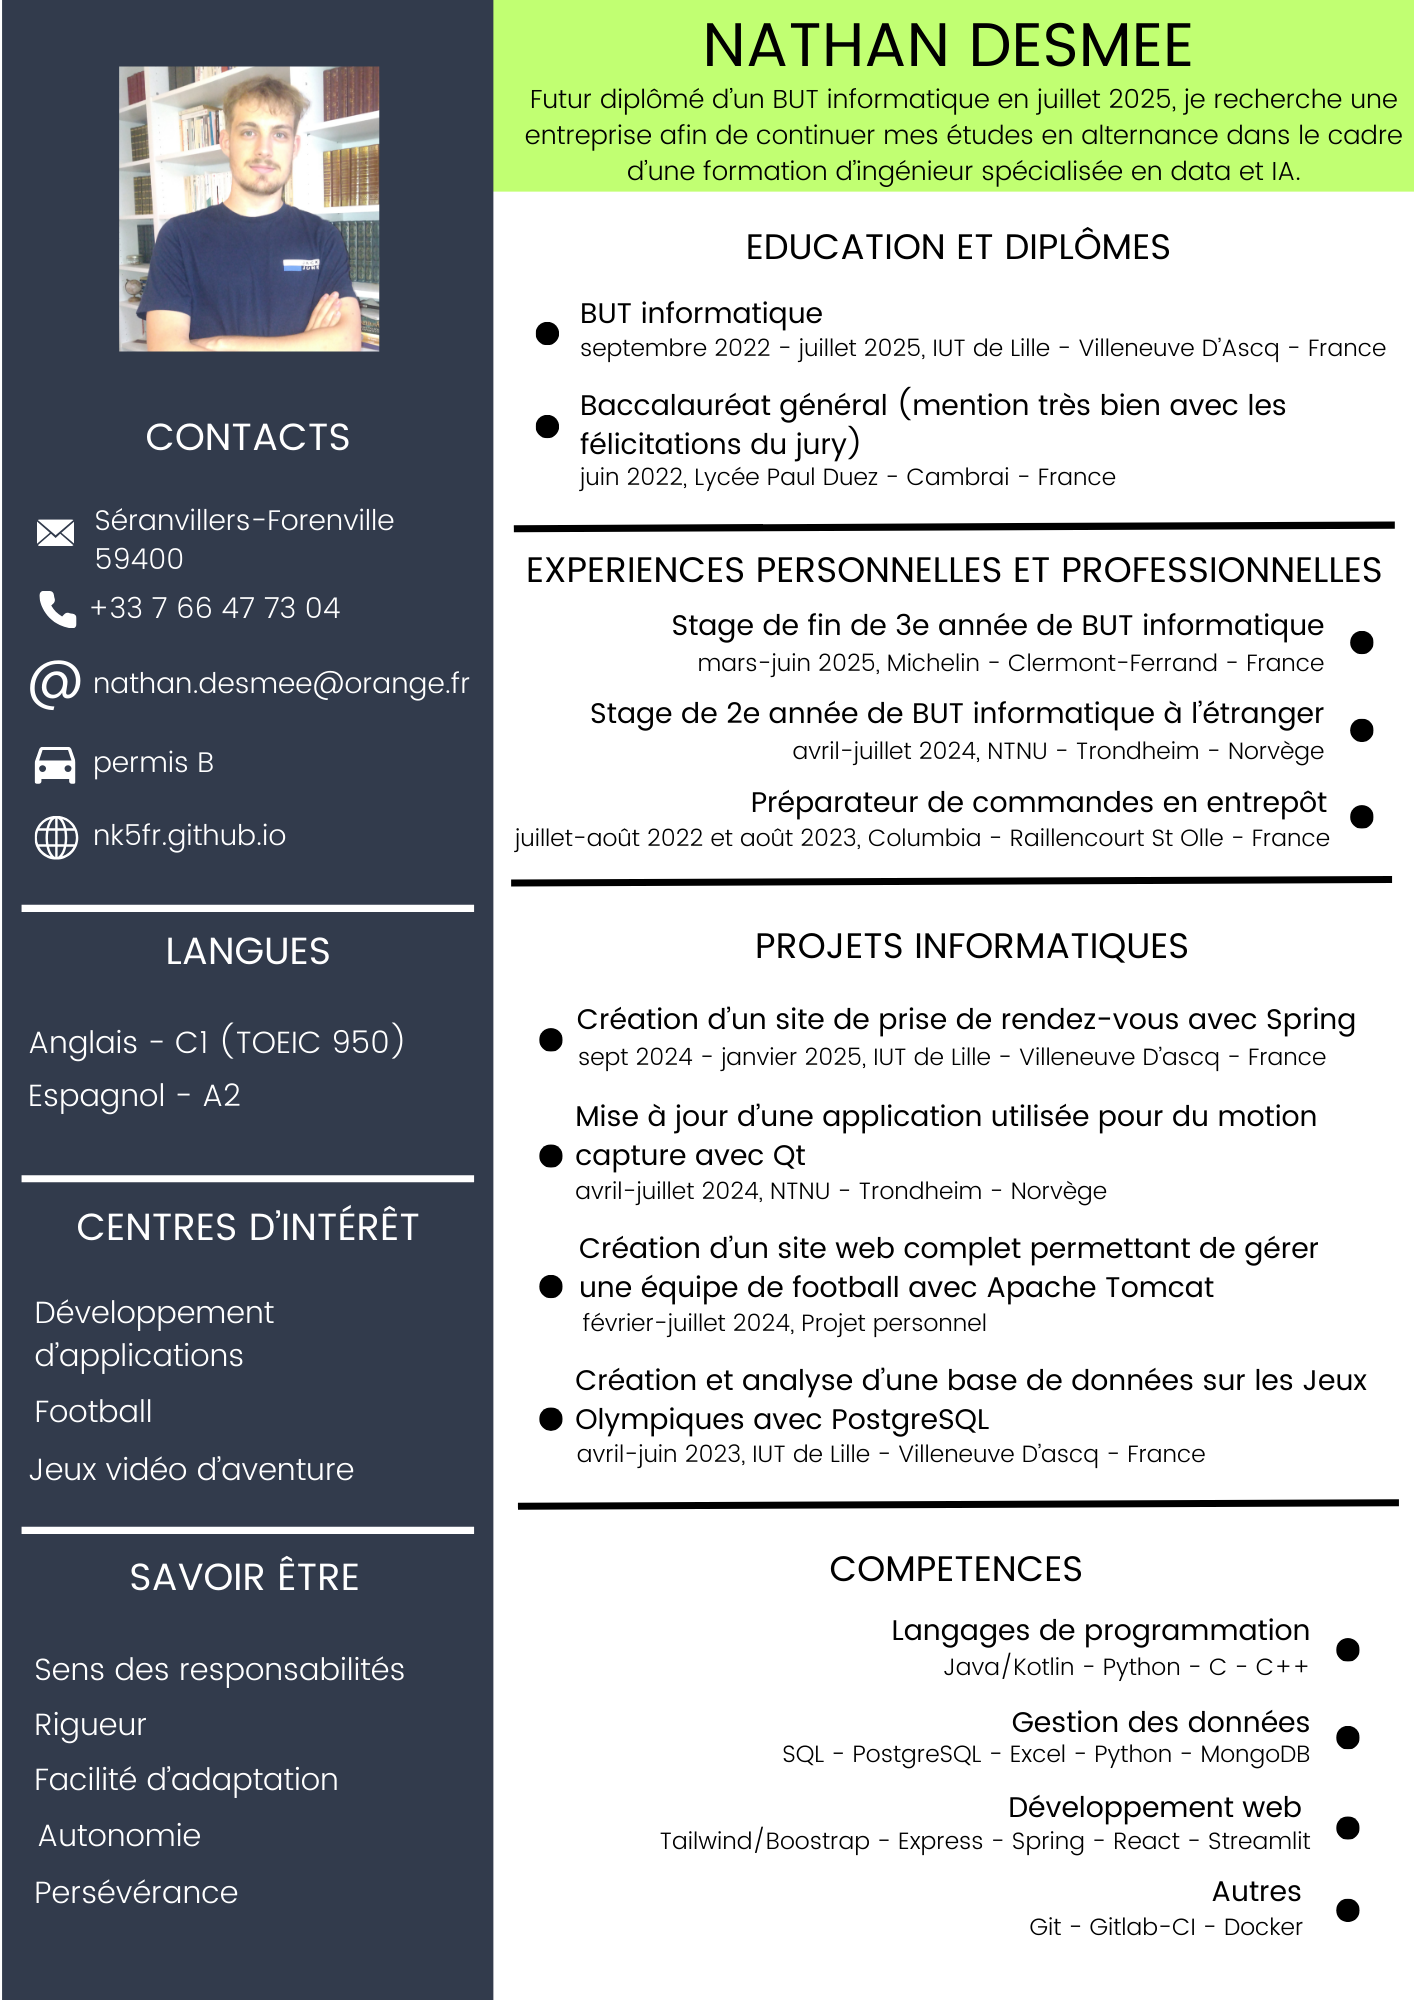 NATHAN DESMEE
Futur diplômé d'un BUT informatique en juillet 2025, je recherche une
entreprise afin de continuer mes études en alternance dans le cadre
d'une formation d'ingénieur spécialisée en data et IA.
CONTACTS
Séranvillers-Forenville
59400
+33 7 66 47 73 04
nathan.desmee@orange.fr
permis B
nk5fr.github.io
LANGUES
Anglais - C1 (TOEIC 950)
Espagnol - A2
CENTRES D'INTÉRÊT
Développement
d'applications
Football
Jeux vidéo d'aventure
SAVOIR ÊTRE
Sens des responsabilités
Rigueur
Facilité d'adaptation
Autonomie
Persévérance
EDUCATION ET DIPLÔMES
BUT informatique
septembre 2022 - juillet 2025, IUT de Lille - Villeneuve D'Ascq - France
Baccalauréat général (mention très bien avec les
félicitations du jury)
juin 2022, Lycée Paul Duez - Cambrai - France
EXPERIENCES PERSONNELLES ET PROFESSIONNELLES
Stage de fin de 3e année de BUT informatique
mars-juin 2025, Michelin - Clermont-Ferrand - France
Stage de 2e année de BUT informatique à l'étranger
avril-juillet 2024, NTNU - Trondheim - Norvège
Préparateur de commandes en entrepôt
juillet-août 2022 et août 2023, Columbia - Raillencourt St Olle - France
PROJETS INFORMATIQUES
Création d'un site de prise de rendez-vous avec Spring
sept 2024 - janvier 2025, IUT de Lille - Villeneuve D'ascq - France
Mise à jour d'une application utilisée pour du motion
capture avec Qt
avril-juillet 2024, NTNU - Trondheim - Norvège
Création d'un site web complet permettant de gérer
une équipe de football avec Apache Tomcat
février-juillet 2024, Projet personnel
Création et analyse d'une base de données sur les Jeux
Olympiques avec PostgreSQL
avril-juin 2023, IUT de Lille - Villeneuve D'ascq - France
COMPETENCES
Langages de programmation
Java/Kotlin - Python - C - C++
Gestion des données
SQL - PostgreSQL - Excel - Python - MongoDB
Développement web
Tailwind/Boostrap - Express - Spring - React - Streamlit
Autres
Git - Gitlab-CI - Docker